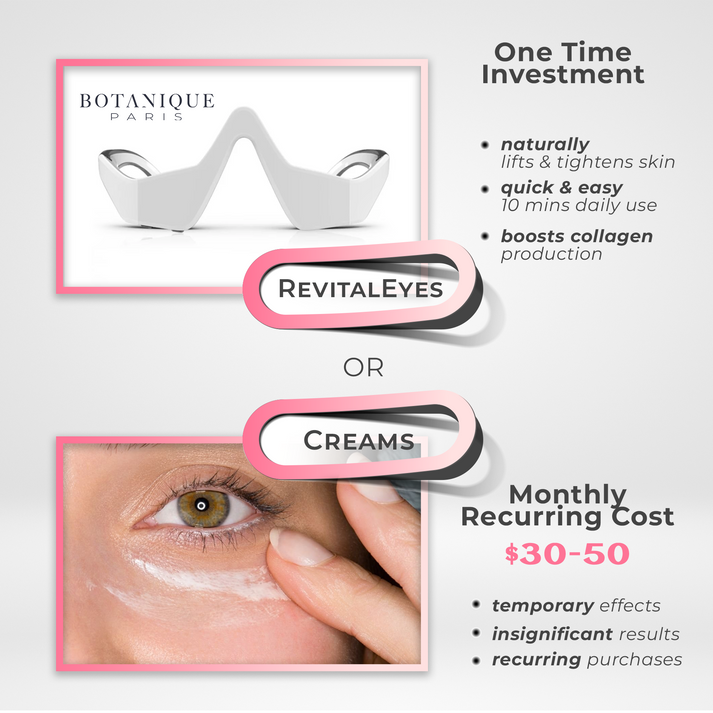 One Time
Investment
BOTANIQUE
PARIS
naturally
lifts & tightens skin
quick & easy
10 mins daily use
boosts collagen
production
REVITALEYES
OR
CREAMS
Monthly
Recurring Cost
$30-50
temporary effects
insignificant results
recurring purchases